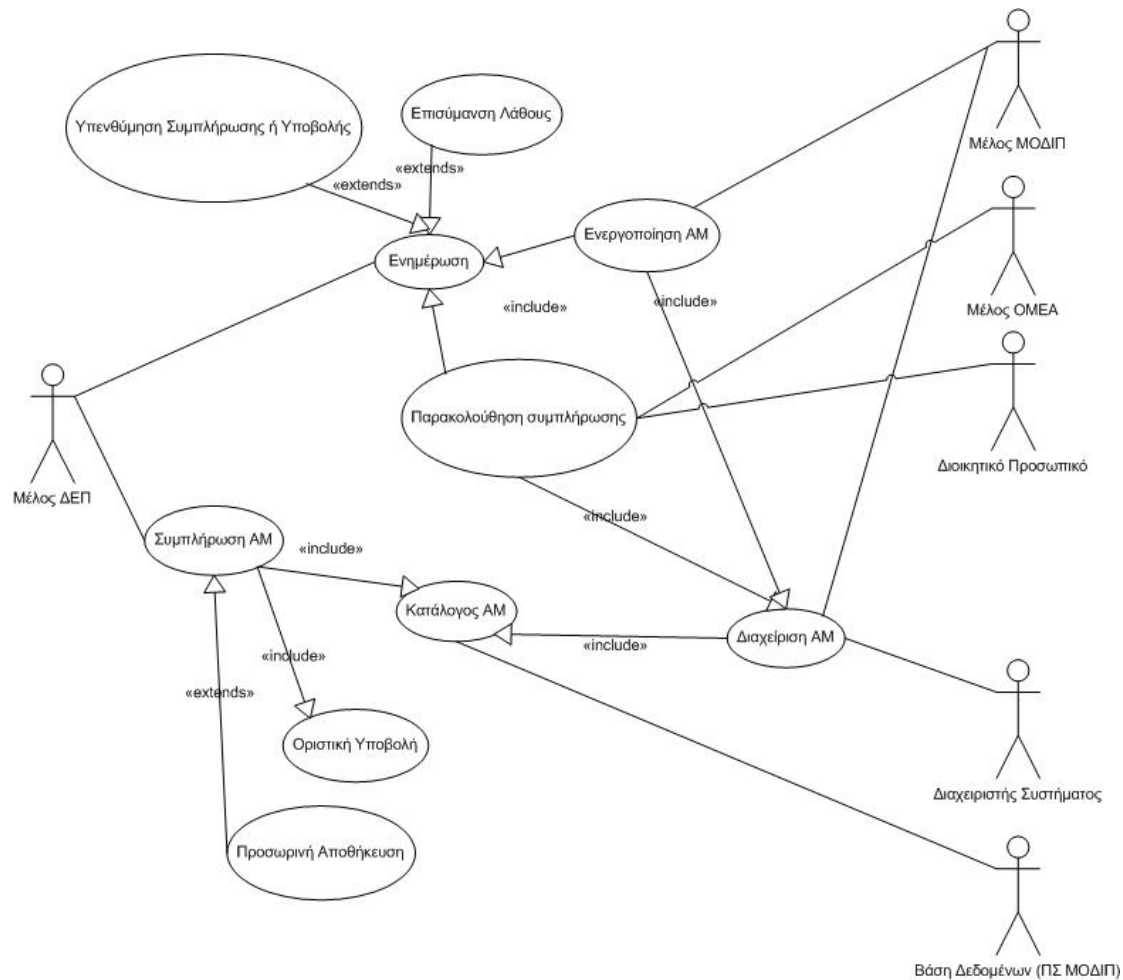 Υπενθύμηση Συμπλήρωσης ή Υποβολής
Επισύμανση Λάθους
Μέλος ΜΟΔΙΠ
«extends»
«extends»
Ενεργοποίηση ΑΜ
Ενημέρωση
«include»
«include»
Μέλος ΟΜΕΑ
Παρακολούθηση συμπλήρωσης
Διοικητικό Προσωπικό
Μέλος ΔΕΠ
Συμπλήρωση ΑΜ
«include»
«include»
Κατάλογος ΑΜ
Διαχείριση ΑΜ
«include»
«include»
«extends»
Οριστική Υποβολή
Διαχειριστής Συστήματος
Προσωρινή Αποθήκευση
Βάση Δεδομένων (ΠΣ ΜΟΔΙΠ)